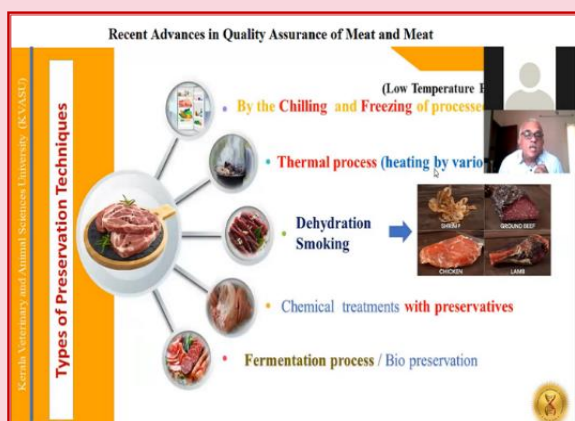 Recent Advances in Quality Assurance of Meat and Meat
Kerala Veterinary and Animal Sciences University (KVASU)
Types of Preservation Techniques
(Low Temperature
• By the Chilling and Freezing of processed
• Thermal process (heating by vario
• Dehydration
Smoking
SHRIMP
GROUND BEEF
CHICKEN
LAMB
• Chemical treatments with preservatives
• Fermentation process / Bio preservation